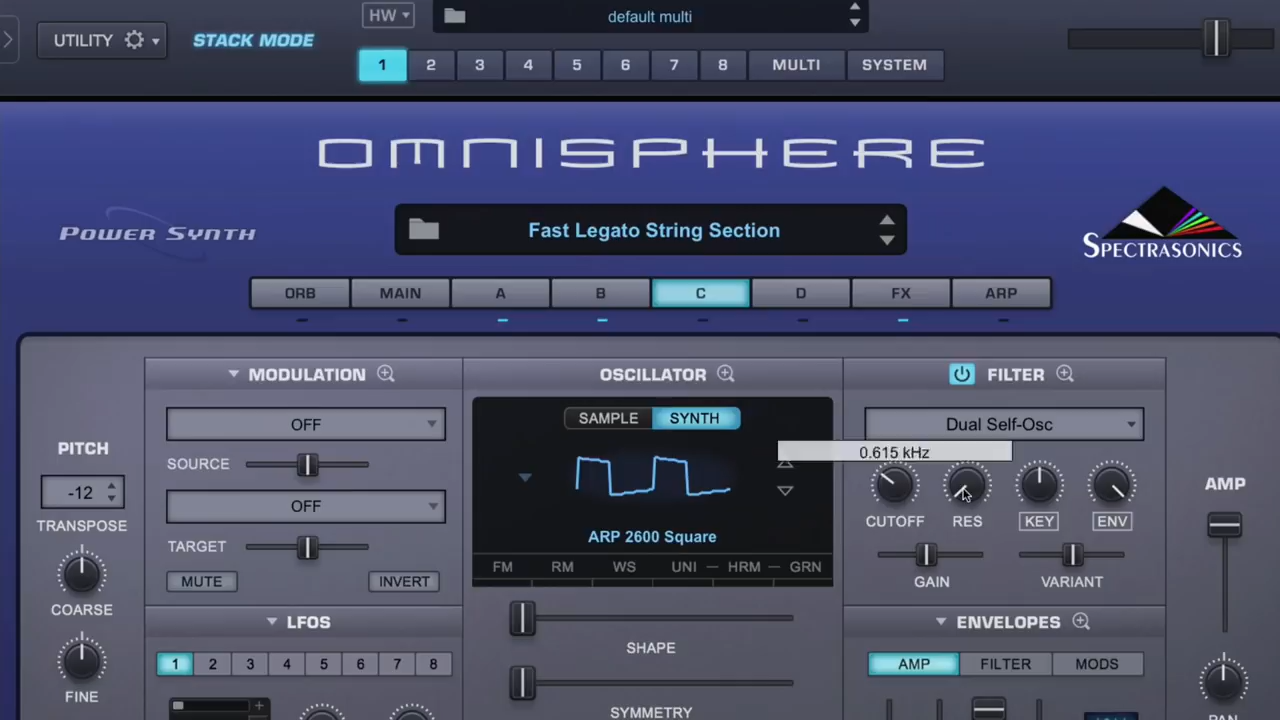 HW
default multi
UTILITY
STACK MODE
1 2 3 4 5 6 7 8 MULTI SYSTEM
OMNISPHERE
POWER SYNTH
Fast Legato String Section
SPECTRASONICS
ORB MAIN A B C D FX ARP
MODULATION
OSCILLATOR
FILTER
PITCH
-12
TRANSPOSE
COARSE
FINE
OFF
SOURCE
OFF
TARGET
MUTE INVERT
LFOS
1 2 3 4 5 6 7 8
SAMPLE SYNTH
ARP 2600 Square
FM RM WS UNI HRM GRN
SHAPE
SYMMETRY
Dual Self-Osc
0.615 kHz
CUTOFF RES KEY ENV
GAIN VARIANT
ENVELOPES
AMP FILTER MODS
AMP